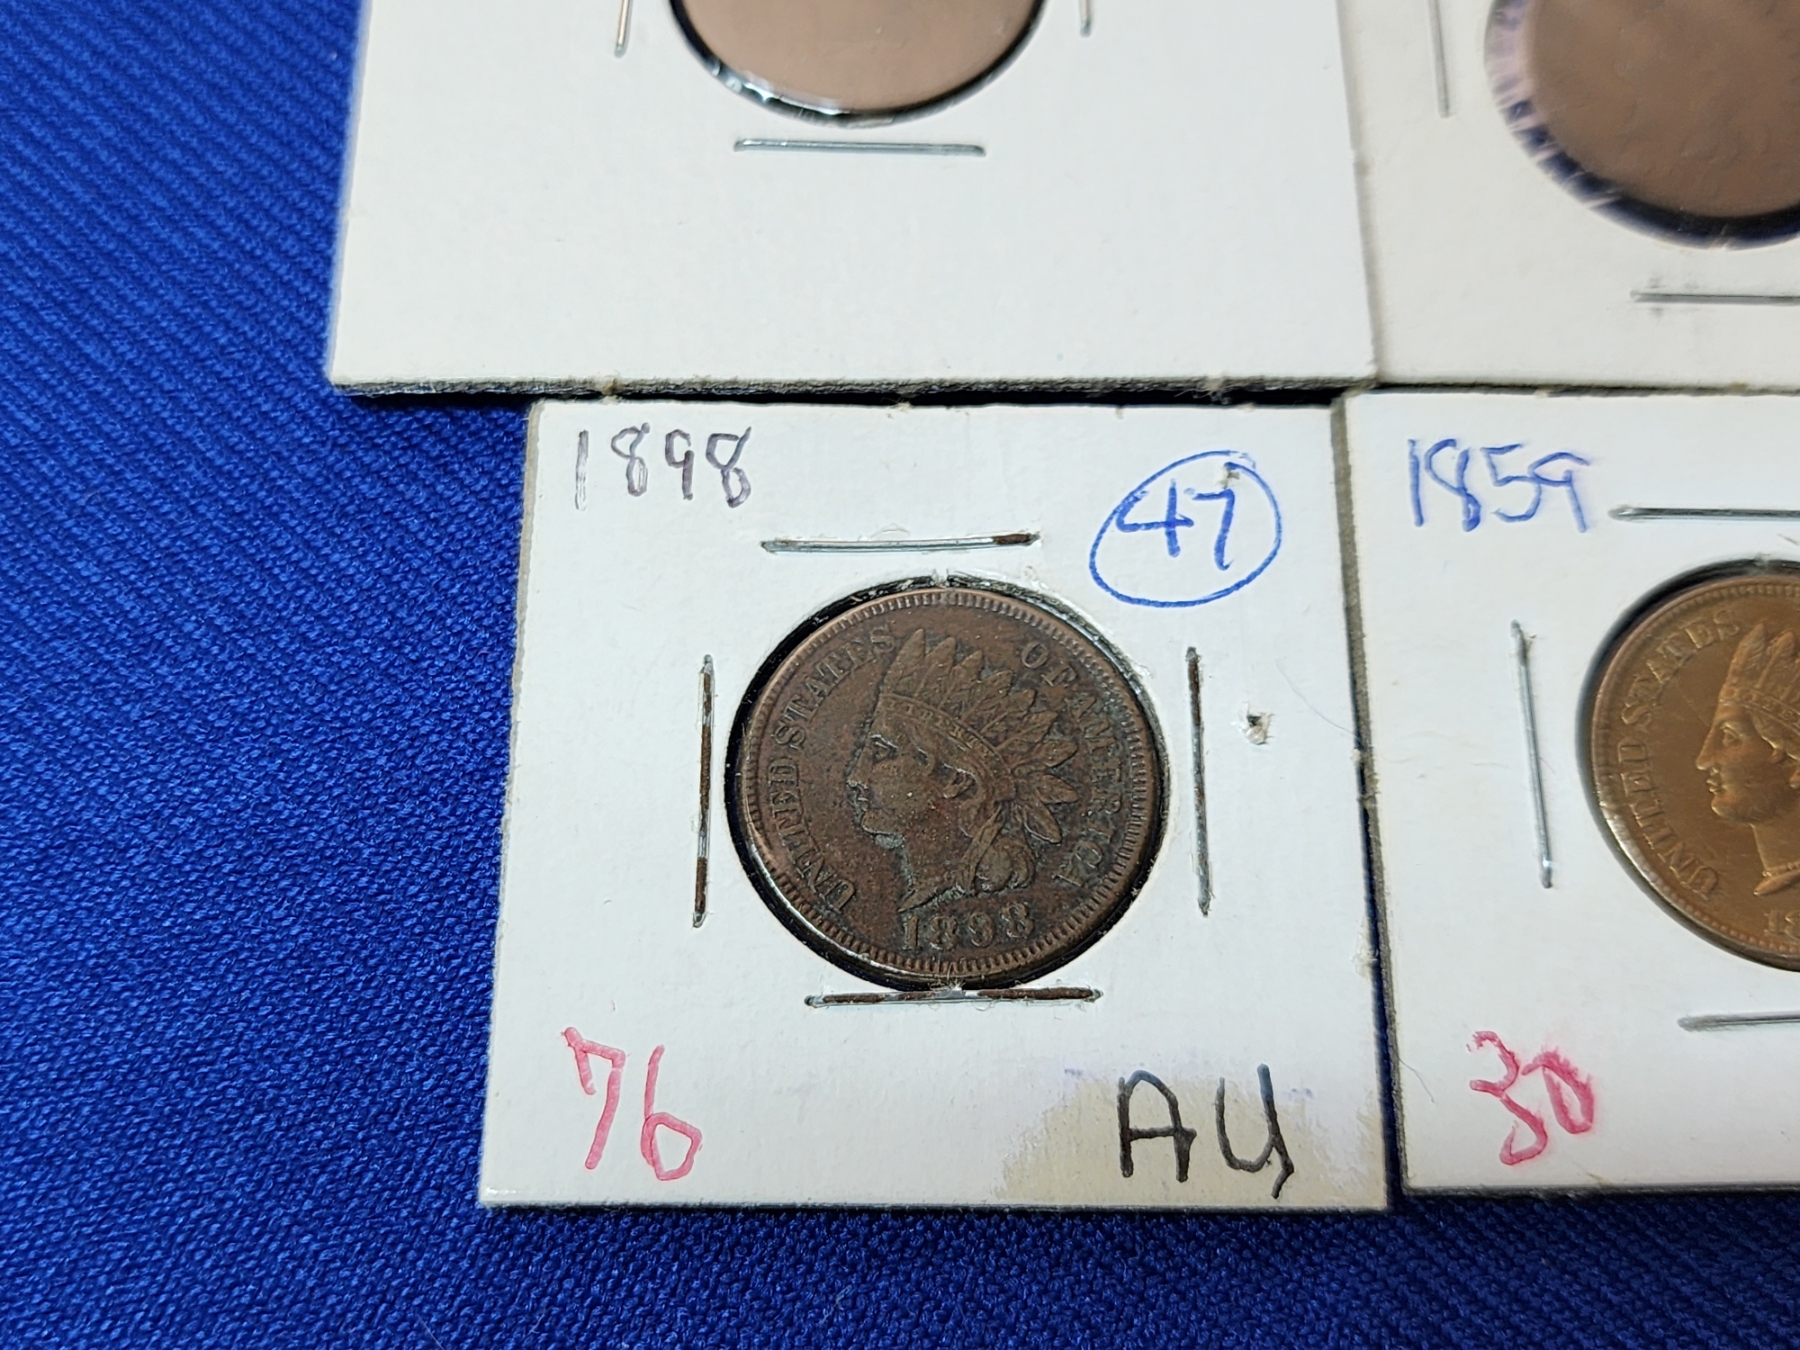 1898
47
1859
UNITED STATES OF AMERICA
1898
UNITED STATES
76
AU
30